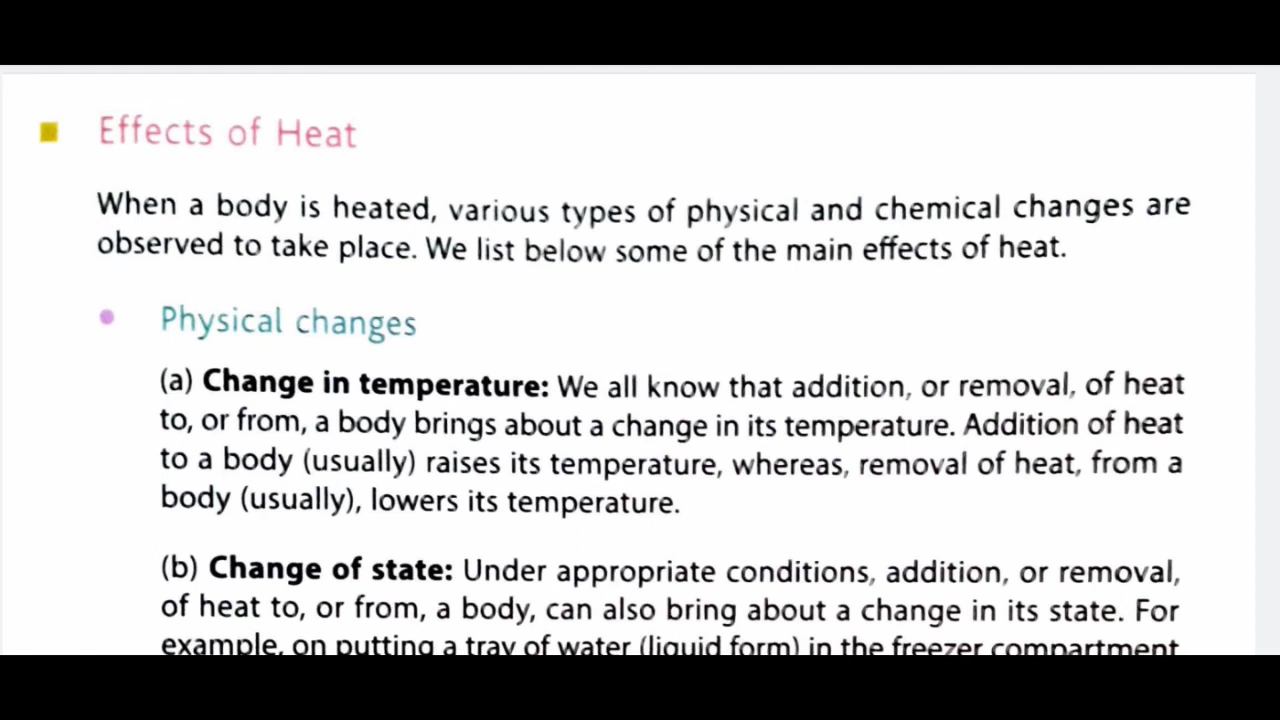 Effects of Heat
When a body is heated, various types of physical and chemical changes are
observed to take place. We list below some of the main effects of heat.
Physical changes
(a) Change in temperature: We all know that addition, or removal, of heat
to, or from, a body brings about a change in its temperature. Addition of heat
to a body (usually) raises its temperature, whereas, removal of heat, from a
body (usually), lowers its temperature.
(b) Change of state: Under appropriate conditions, addition, or removal,
of heat to, or from, a body, can also bring about a change in its state. For
example, on putting a tray of water (liquid form) in the freezer compartment